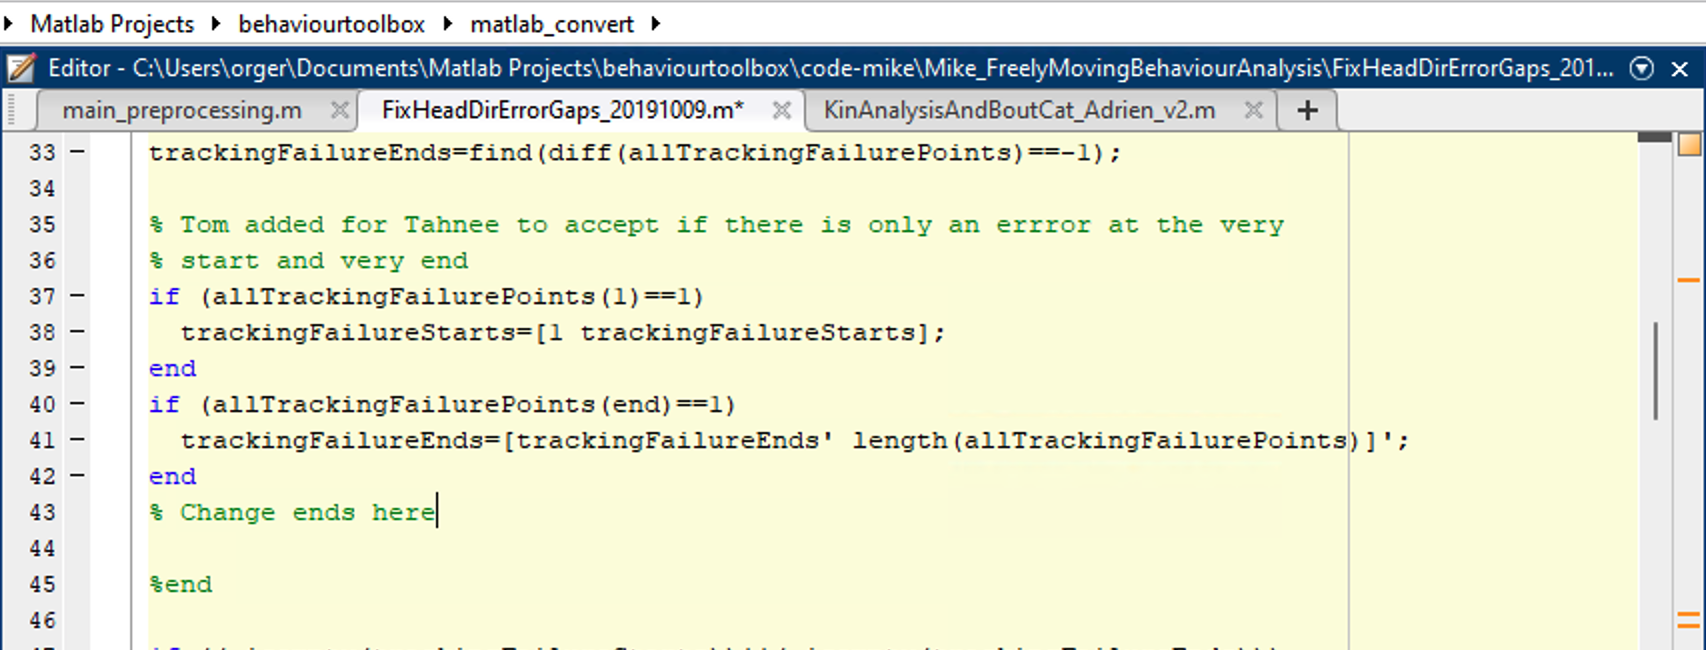 Matlab Projects behaviourtoolbox matlab_convert
Editor - C:\Users\orger\Documents\Matlab Projects\behaviourtoolbox\code-mike\Mike_FreelyMovingBehaviourAnalysis\FixHeadDirErrorGaps_201...
main_preprocessing.m FixHeadDirErrorGaps_20191009.m* KinAnalysisAndBoutCat_Adrien_v2.m +
33 - trackingFailureEnds=find(diff(allTrackingFailurePoints)==-1);
34
35 % Tom added for Tahnee to accept if there is only an errror at the very
36 % start and very end
37 - if (allTrackingFailurePoints(1)==1)
38 - trackingFailureStarts=[1 trackingFailureStarts];
39 - end
40 - if (allTrackingFailurePoints(end)==1)
41 - trackingFailureEnds=[trackingFailureEnds' length(allTrackingFailurePoints)]';
42 - end
43 % Change ends here
44
45 %end
46